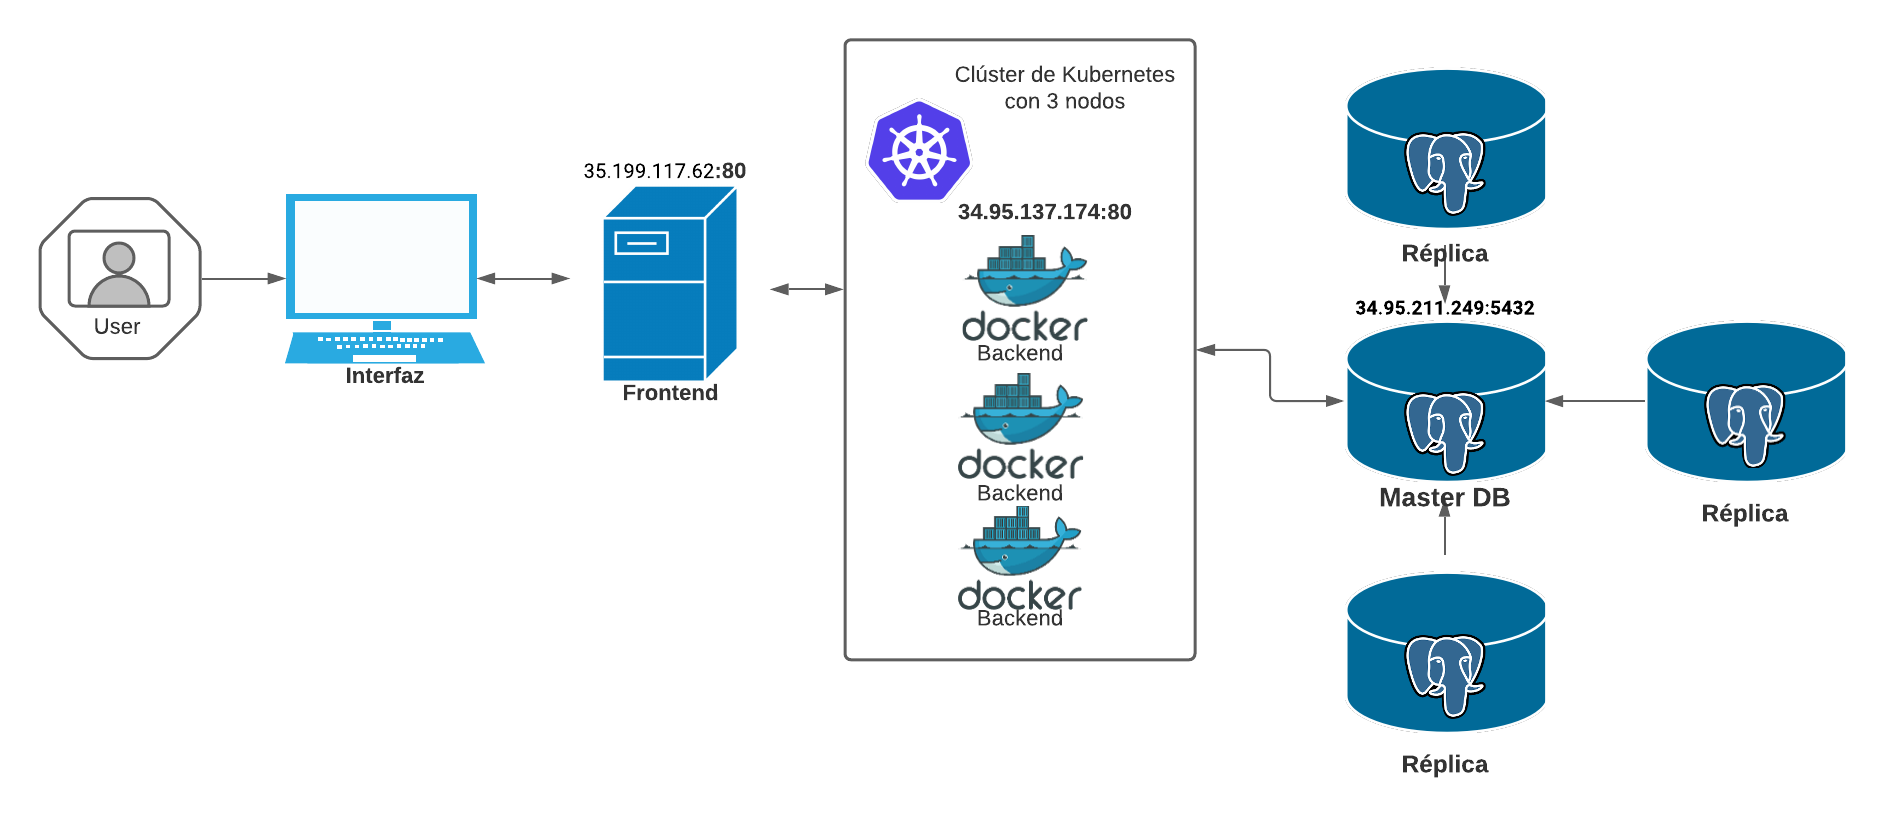 User
Interfaz
35.199.117.62:80
Frontend
Clúster de Kubernetes
con 3 nodos
34.95.137.174:80
docker
Backend
docker
Backend
docker
Backend
Réplica
34.95.211.249:5432
Master DB
Réplica
Réplica